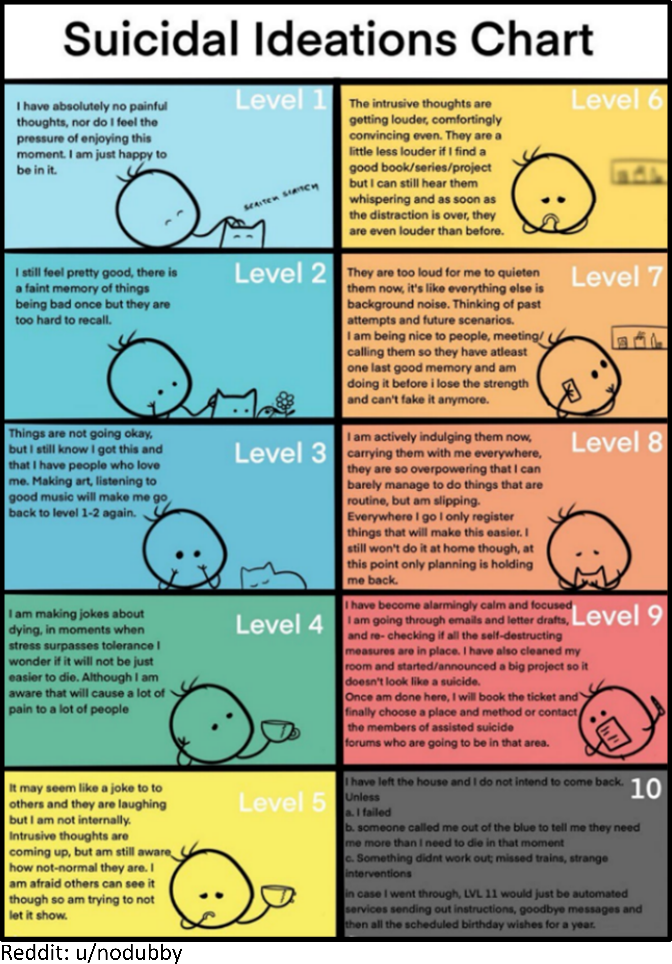 Suicidal Ideations Chart
Level 1
I have absolutely no painful
thoughts, nor do I feel the
pressure of enjoying this
moment. I am just happy to
be in it.
SCRITCH SCRITCH
Level 2
I still feel pretty good, there is
a faint memory of things
being bad once but they are
too hard to recall.
Level 3
Things are not going okay,
but I still know I got this and
that I have people who love
me. Making art, listening to
good music will make me go
back to level 1-2 again.
Level 4
I am making jokes about
dying, in moments when
stress surpasses tolerance I
wonder if it will not be just
easier to die. Although I am
aware that will cause a lot of
pain to a lot of people
Level 5
It may seem like a joke to to
others and they are laughing
but I am not internally.
Intrusive thoughts are
coming up, but am still aware
how not-normal they are. I
am afraid others can see it
though so am trying to not
let it show.
Level 6
The intrusive thoughts are
getting louder, comfortingly
convincing even. They are a
little less louder if I find a
good book/series/project
but I can still hear them
whispering and as soon as
the distraction is over, they
are even louder than before.
Level 7
They are too loud for me to quieten
them now, it's like everything else is
background noise. Thinking of past
attempts and future scenarios.
I am being nice to people, meeting/
calling them so they have atleast
one last good memory and am
doing it before i lose the strength
and can't fake it anymore.
Level 8
I am actively indulging them now,
carrying them with me everywhere,
they are so overpowering that I can
barely manage to do things that are
routine, but am slipping.
Everywhere I go I only register
things that will make this easier. I
still won't do it at home though, at
this point only planning is holding
me back.
Level 9
I have become alarmingly calm and focused
I am going through emails and letter drafts,
and re- checking if all the self-destructing
measures are in place. I have also cleaned my
room and started/announced a big project so it
doesn't look like a suicide.
Once am done here, I will book the ticket and
finally choose a place and method or contact
the members of assisted suicide
forums who are going to be in that area.
10
I have left the house and I do not intend to come back.
Unless
a. I failed
b. someone called me out of the blue to tell me they need
me more than I need to die in that moment
c. Something didnt work out; missed trains, strange
interventions
in case I went through, LVL 11 would just be automated
services sending out instructions, goodbye messages and
then all the scheduled birthday wishes for a year.
Reddit: u/nodubby